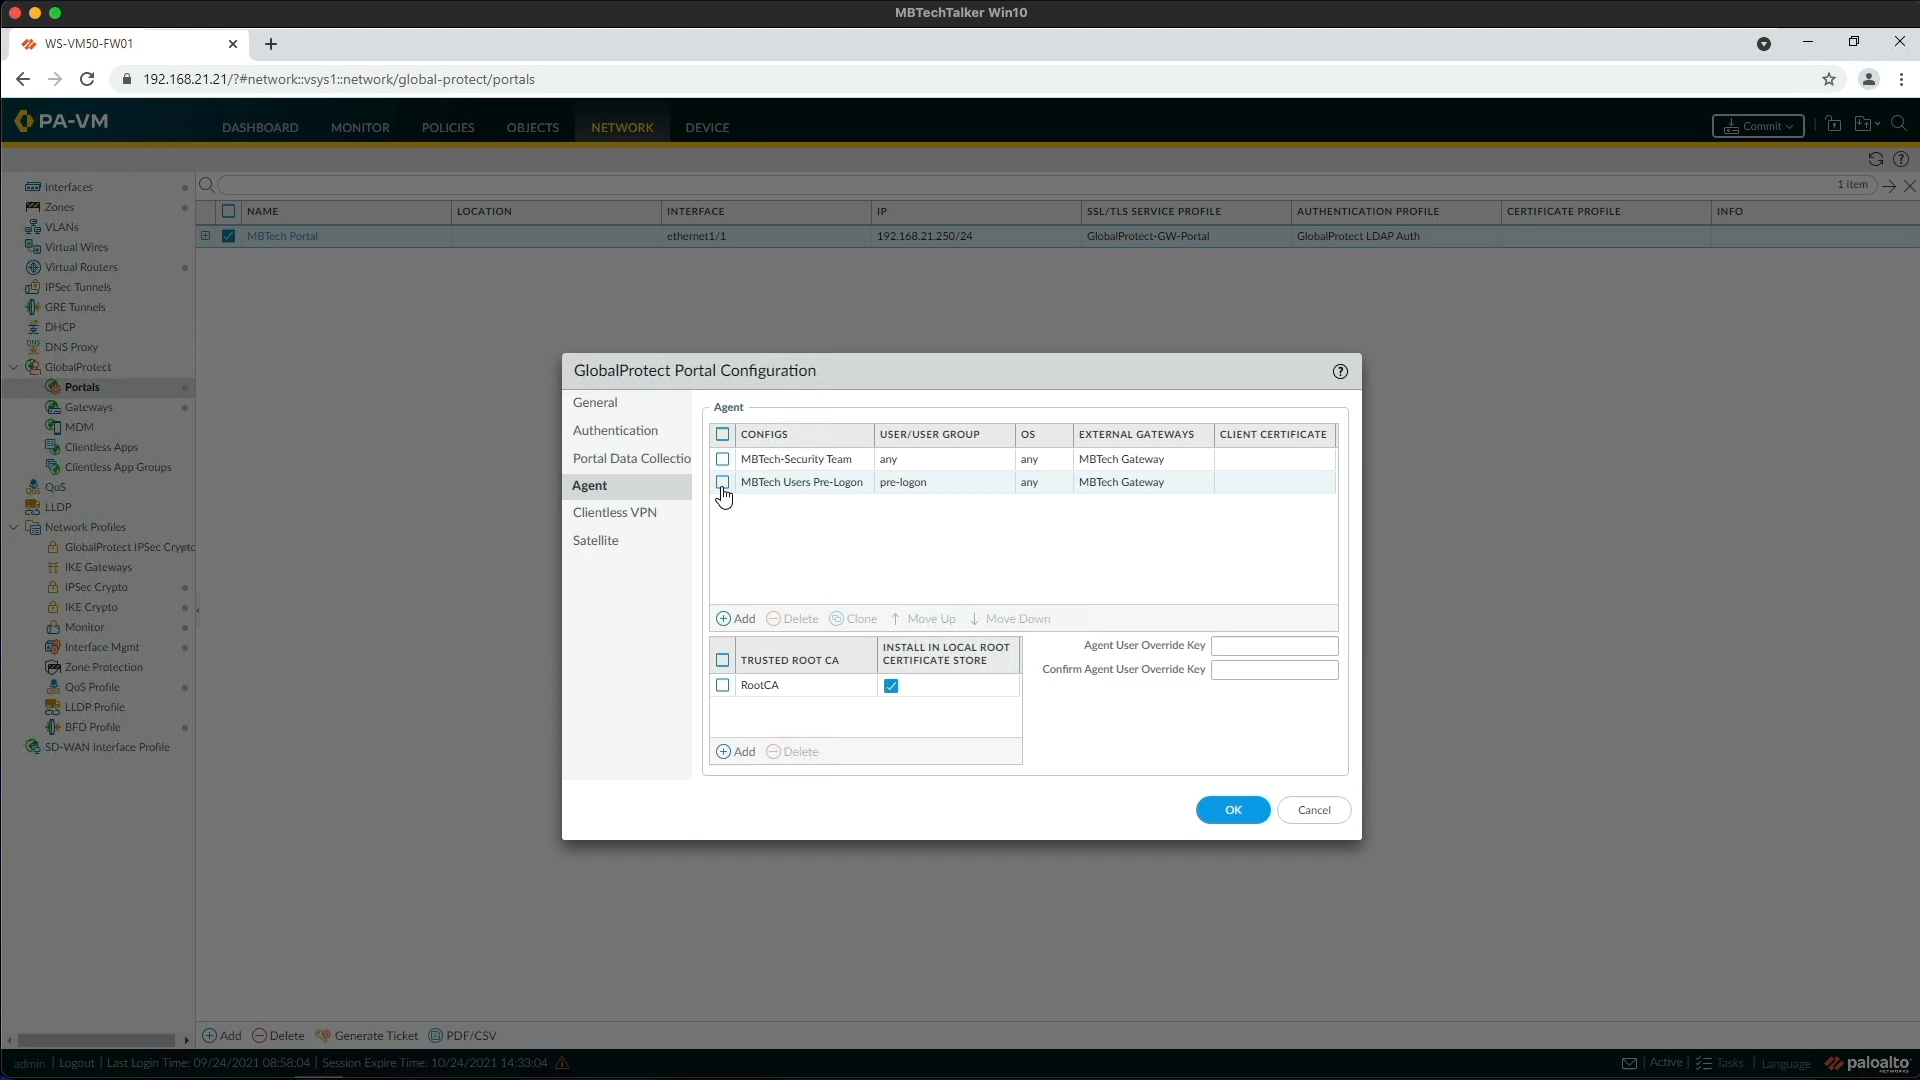 MBTechTalker Win10
WS-VM50-FW01
192.168.21.21/?#network::vsys1::network/global-protect/portals
PA-VM
DASHBOARD MONITOR POLICIES OBJECTS NETWORK DEVICE
Commit
1 item
NAME LOCATION INTERFACE IP SSL/TLS SERVICE PROFILE AUTHENTICATION PROFILE CERTIFICATE PROFILE INFO
MBTech Portal ethernet1/1 192.168.21.250/24 GlobalProtect-GW-Portal GlobalProtect LDAP Auth
Interfaces
Zones
VLANs
Virtual Wires
Virtual Routers
IPSec Tunnels
GRE Tunnels
DHCP
DNS Proxy
GlobalProtect
Portals
Gateways
MDM
Clientless Apps
Clientless App Groups
QoS
LLDP
Network Profiles
GlobalProtect IPSec Crypto
IKE Gateways
IPSec Crypto
IKE Crypto
Monitor
Interface Mgmt
Zone Protection
QoS Profile
LLDP Profile
BFD Profile
SD-WAN Interface Profile
GlobalProtect Portal Configuration
General
Authentication
Portal Data Collectio
Agent
Clientless VPN
Satellite
Agent
CONFIGS USER/USER GROUP OS EXTERNAL GATEWAYS CLIENT CERTIFICATE
MBTech-Security Team any any MBTech Gateway
MBTech Users Pre-Logon pre-logon any MBTech Gateway
Add Delete Clone Move Up Move Down
TRUSTED ROOT CA INSTALL IN LOCAL ROOT CERTIFICATE STORE
RootCA
Add Delete
Agent User Override Key
Confirm Agent User Override Key
OK Cancel
Add Delete Generate Ticket PDF/CSV
admin | Logout | Last Login Time: 09/24/2021 08:58:04 | Session Expire Time: 10/24/2021 14:33:04
Active | Tasks | Language
paloalto
NETWORKS